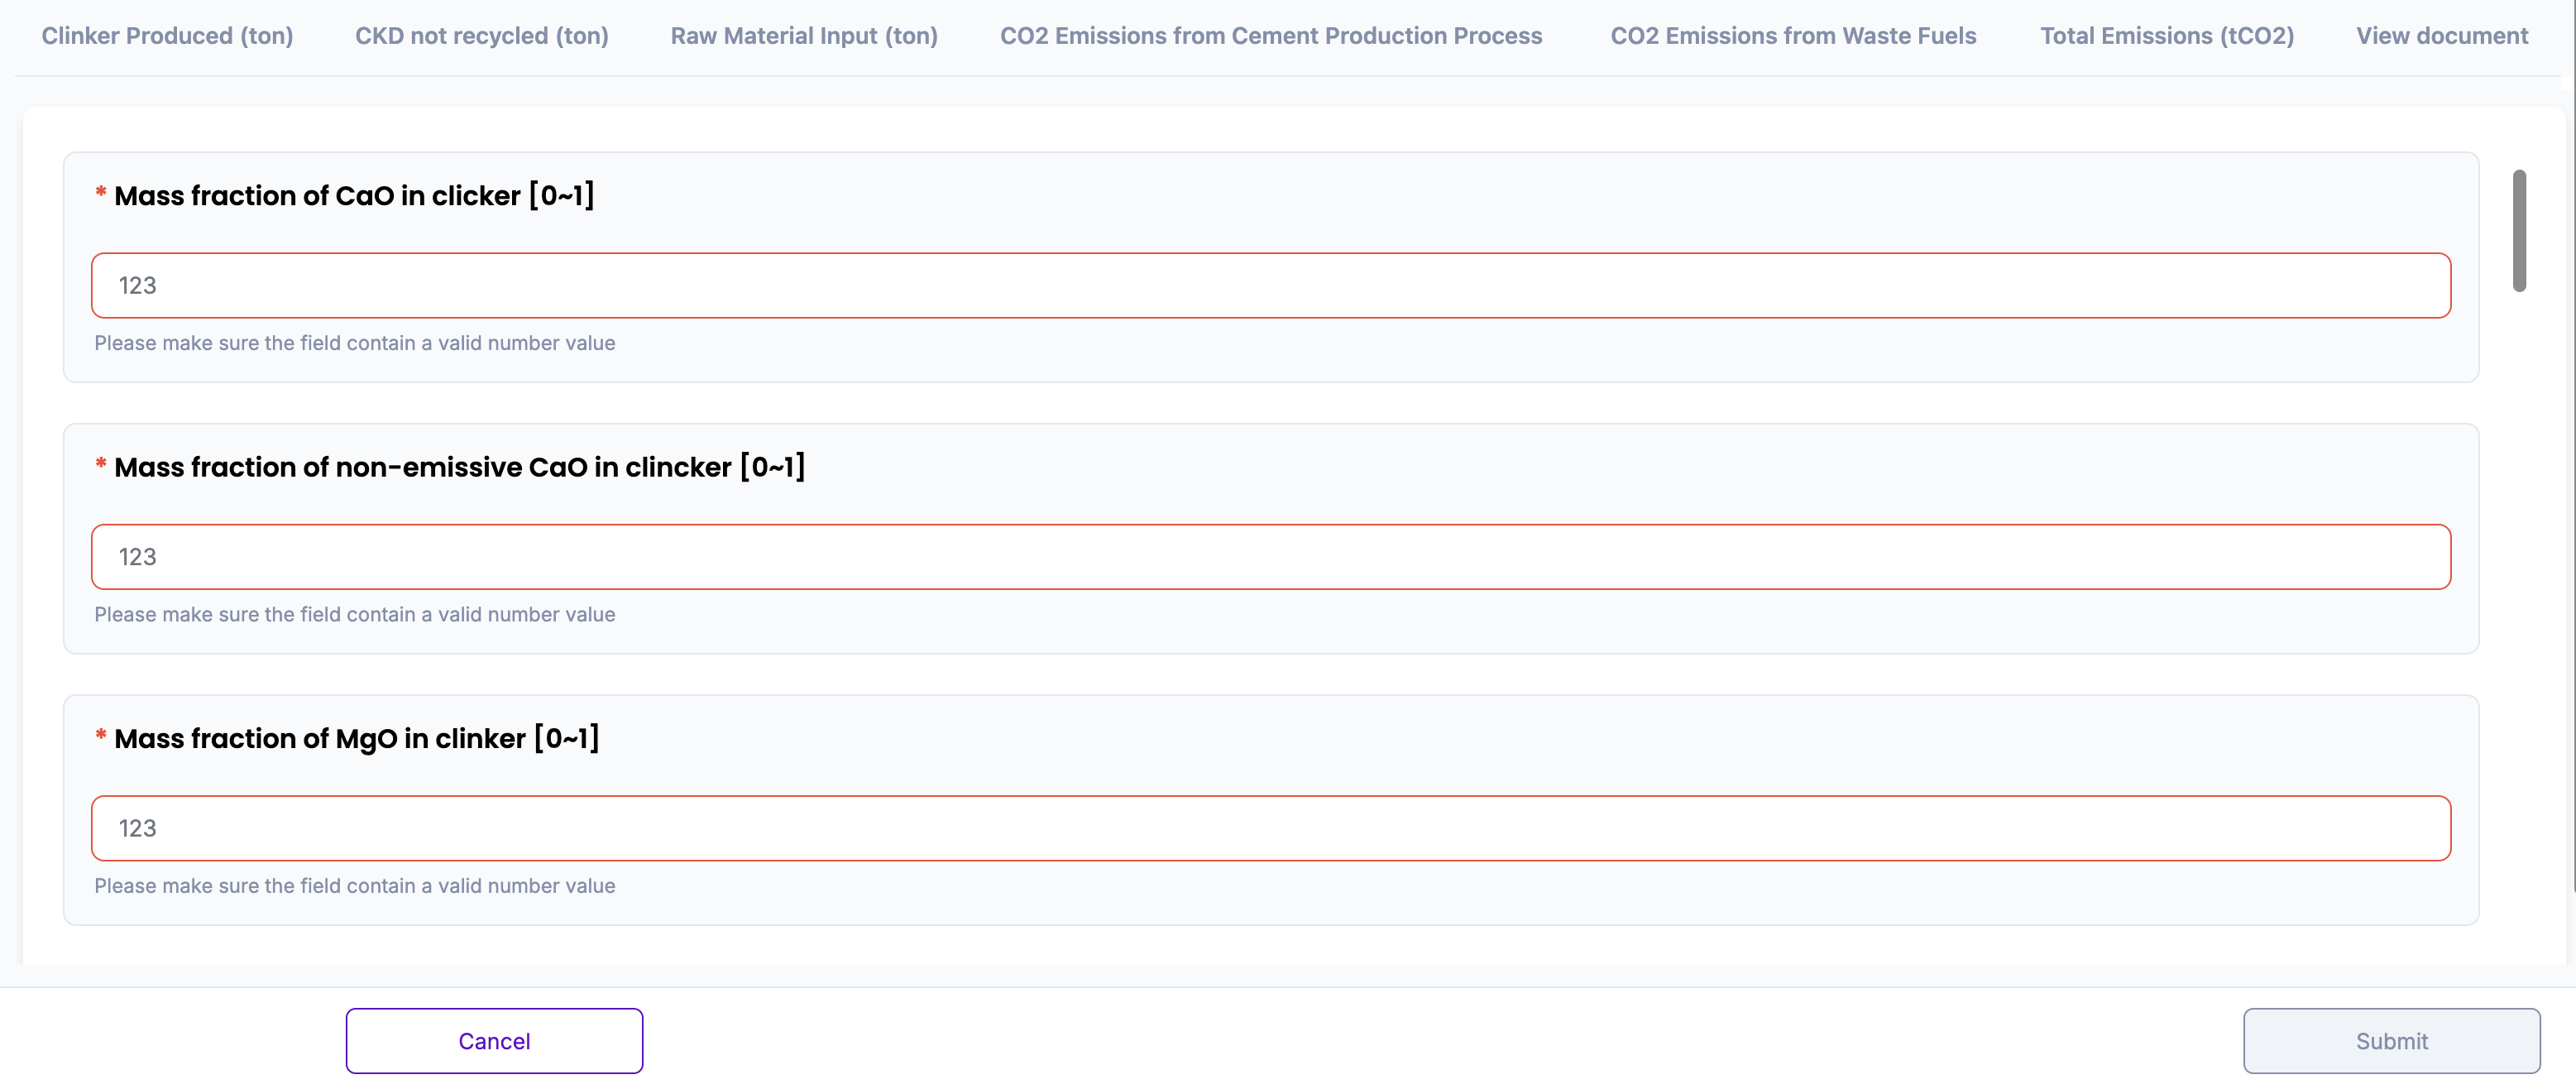 Clinker Produced (ton) CKD not recycled (ton) Raw Material Input (ton) CO2 Emissions from Cement Production Process CO2 Emissions from Waste Fuels Total Emissions (tCO2) View document
* Mass fraction of CaO in clicker [0~1]
123
Please make sure the field contain a valid number value
* Mass fraction of non-emissive CaO in clincker [0~1]
123
Please make sure the field contain a valid number value
* Mass fraction of MgO in clinker [0~1]
123
Please make sure the field contain a valid number value
Cancel Submit